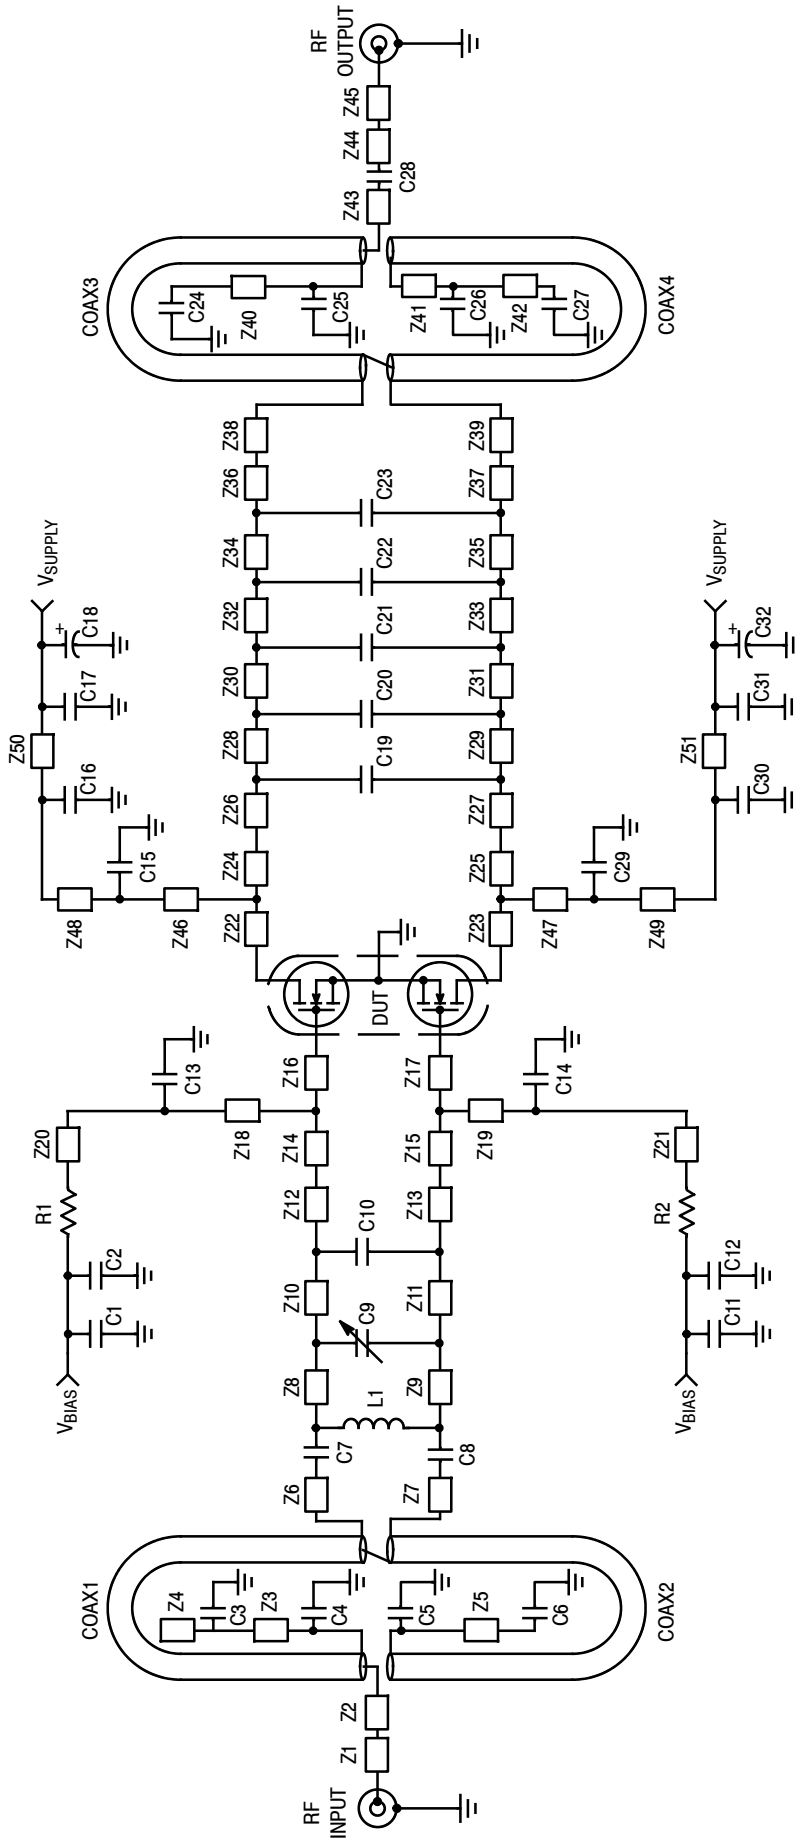 RF
INPUT
Z1
Z2
COAX1
Z4
C3
Z3
C4
C5
Z5
C6
COAX2
Z6
C7
Z7
C8
L1
Z8
Z9
C9
Z10
Z11
C10
Z12
Z13
Z14
Z15
Z16
Z17
VBIAS
C1
C2
R1
Z20
C13
Z18
VBIAS
C11
C12
R2
Z21
C14
Z19
DUT
Z22
Z23
Z24
Z25
Z26
Z27
C19
Z28
Z29
C20
Z30
Z31
C21
Z32
Z33
C22
Z34
Z35
C23
Z36
Z37
Z38
Z39
Z46
C15
Z48
C16
Z50
C17
+
C18
VSUPPLY
Z47
C29
Z49
C30
Z51
C31
+
C32
VSUPPLY
COAX3
C24
Z40
C25
Z41
C26
Z42
C27
COAX4
Z43
C28
Z44
Z45
RF
OUTPUT